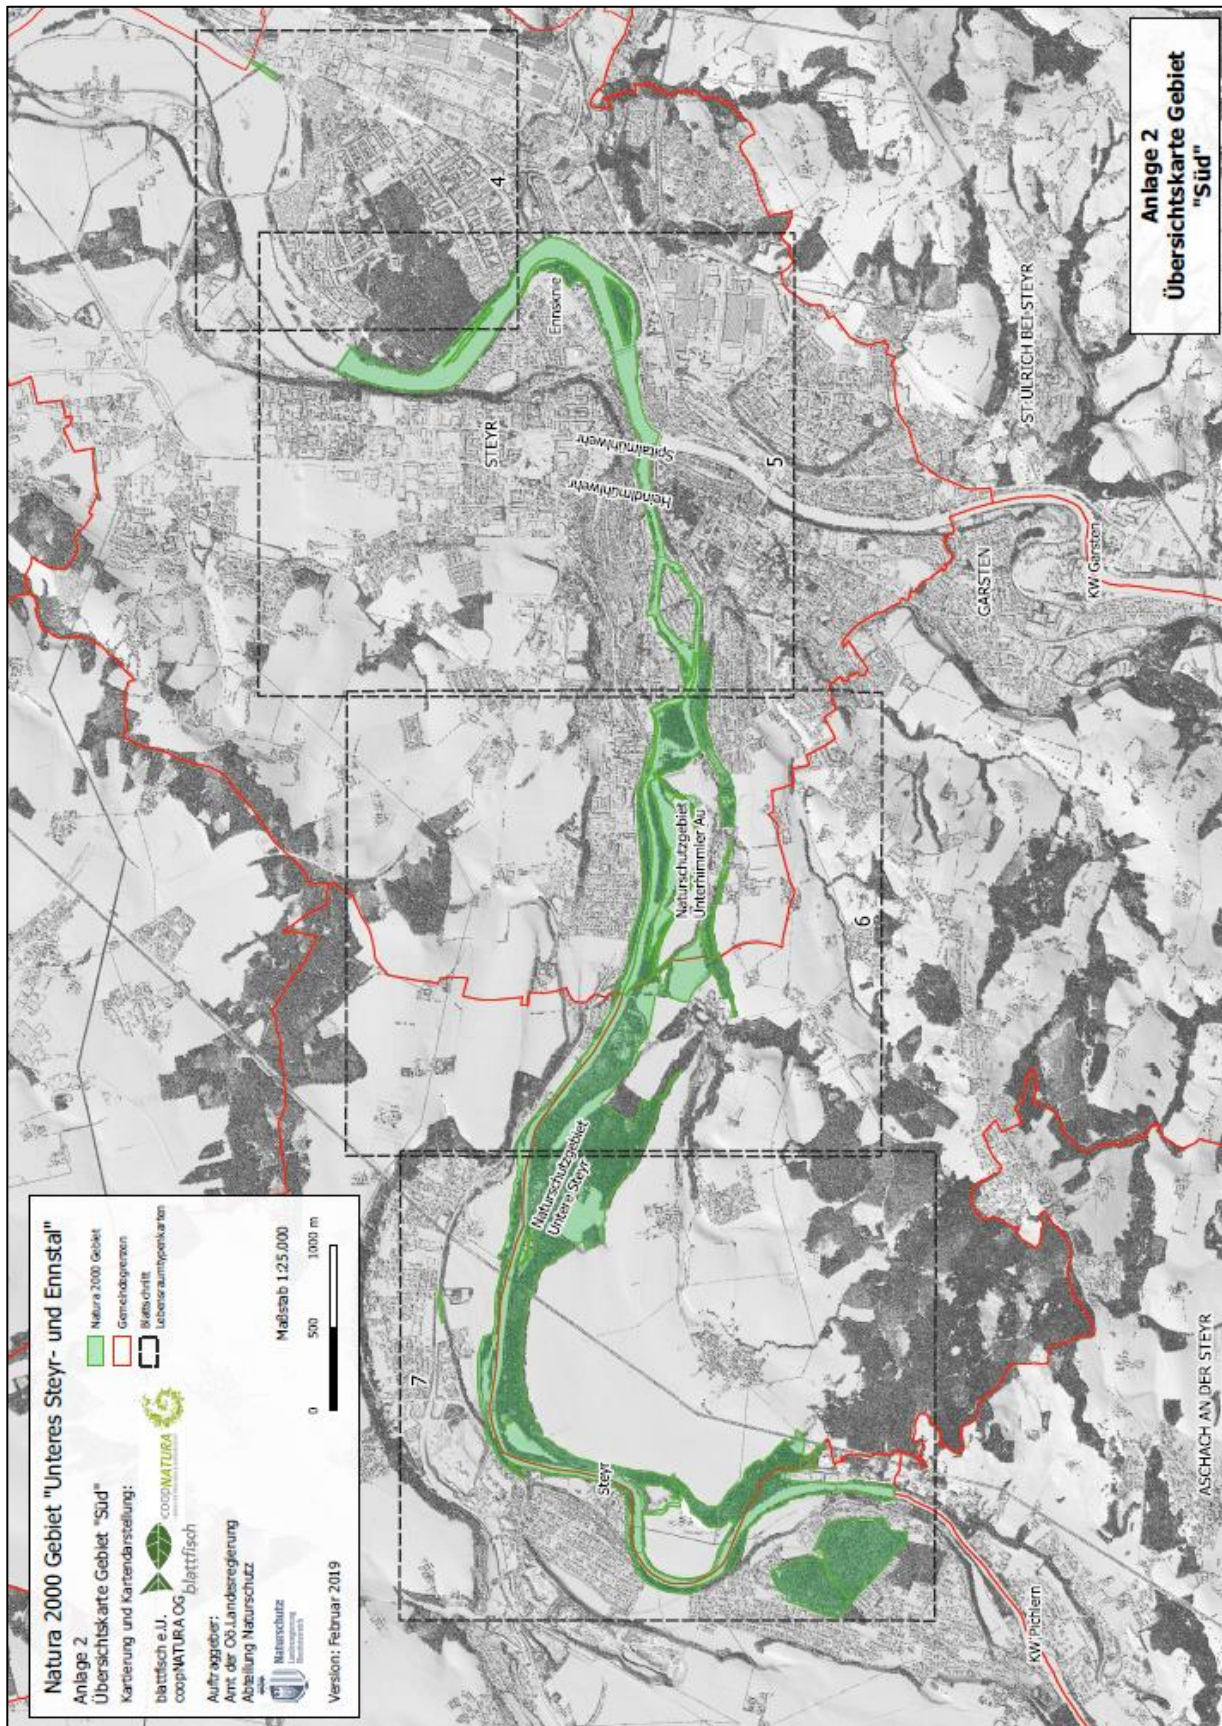 Natura 2000 Gebiet "Unteres Steyr- und Ennstal"
Anlage 2
Übersichtskarte Gebiet "Süd"
Kartierung und Kartendarstellung:
blattfisch e.U.
coopNATURA OG
blattfisch
coopNATURA
Auftraggeber:
Amt der Oö.Landesregierung
Abteilung Naturschutz
Naturschutz
Version: Februar 2019
Natura 2000 Gebiet
Gemeindegrenzen
Blattschnitt
Lebensraumtypenkarten
Maßstab 1:25.000
0 500 1000 m
7
Steyr
KW Pichlern
ASCHACH AN DER STEYR
Naturschutzgebiet
Untere Steyr
Naturschutzgebiet
Unterhimmler Au
6
STEYR
Heindlmühlwehr
Spitalmühlwehr
Ennsknie
4
5
GARSTEN
KW Garsten
ST. ULRICH BEI STEYR
Anlage 2
Übersichtskarte Gebiet
"Süd"